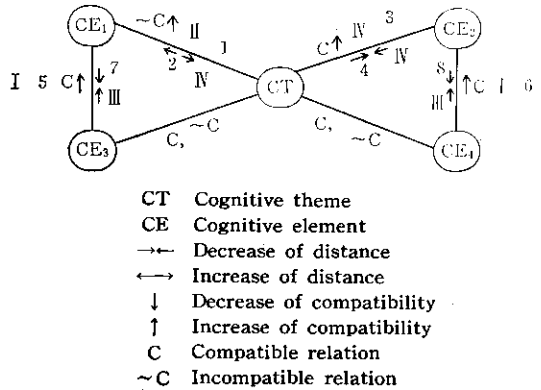 CE₁ ~C↑ II 1 C↑ IV 3 CE₂
2 IV 4 IV
I 5 C↑ ↓7 CT 8↓ ↑C I 6
↑III III↑
CE₃ C, ~C C, ~C CE₄
CT Cognitive theme
CE Cognitive element
→← Decrease of distance
←→ Increase of distance
↓ Decrease of compatibility
↑ Increase of compatibility
C Compatible relation
~C Incompatible relation